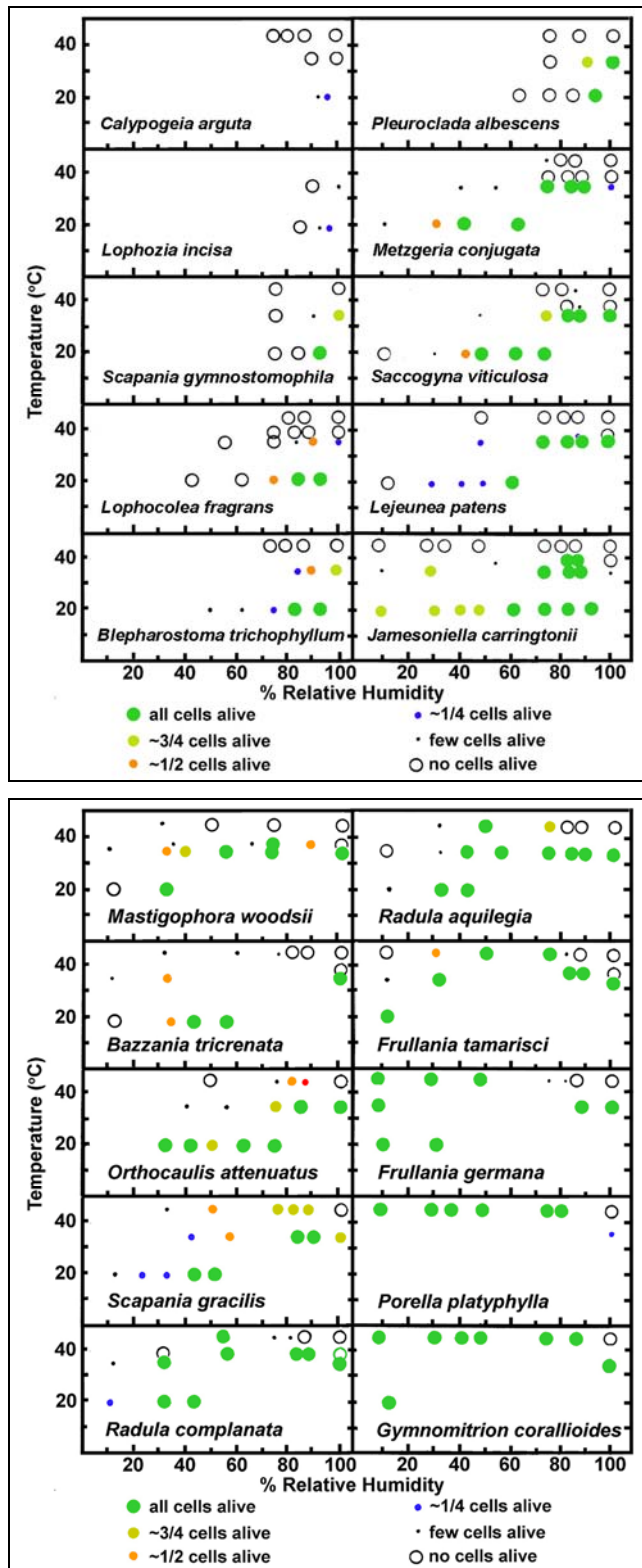 40
20
Calypogeia arguta
Pleuroclada albescens
40
20
Lophozia incisa
Metzgeria conjugata
Temperature (ºC)
40
20
Scapania gymnostomophila
Saccogyna viticulosa
40
20
Lophocolea fragrans
Lejeunea patens
40
20
Blepharostoma trichophyllum
Jamesoniella carringtonii
0 20 40 60 80 100 0 20 40 60 80 100
% Relative Humidity
all cells alive
~1/4 cells alive
~3/4 cells alive
few cells alive
~1/2 cells alive
no cells alive
40
20
Mastigophora woodsii
Radula aquilegia
40
20
Bazzania tricrenata
Frullania tamarisci
Temperature (ºC)
40
20
Orthocaulis attenuatus
Frullania germana
40
20
Scapania gracilis
Porella platyphylla
40
20
Radula complanata
Gymnomitrion corallioides
0 20 40 60 80 100 0 20 40 60 80 100
% Relative Humidity
all cells alive
~1/4 cells alive
~3/4 cells alive
few cells alive
~1/2 cells alive
no cells alive